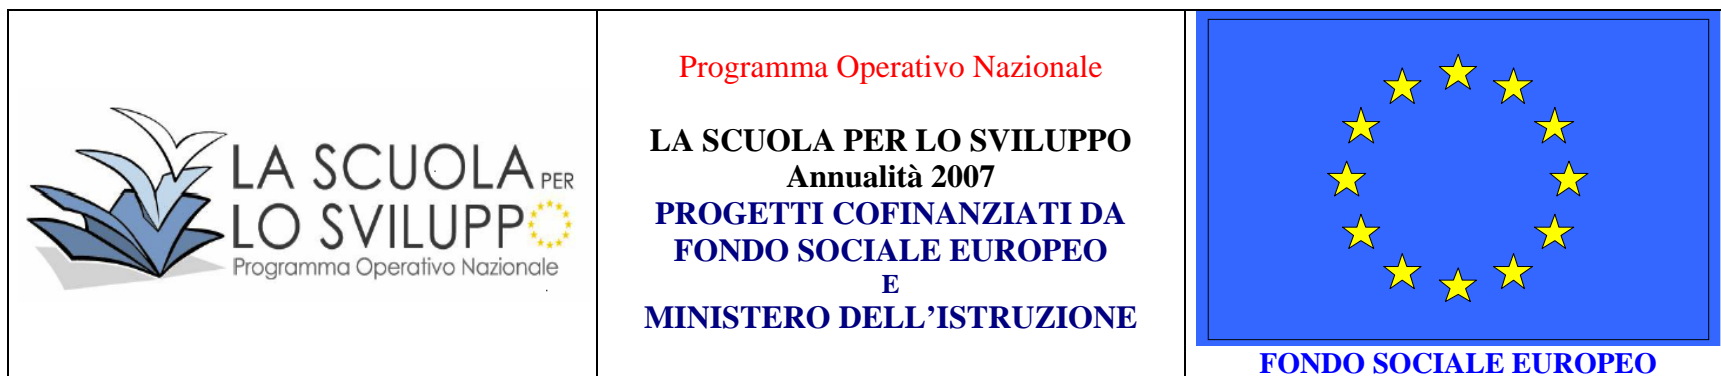 LA SCUOLA PER
LO SVILUPPO
Programma Operativo Nazionale
Programma Operativo Nazionale
LA SCUOLA PER LO SVILUPPO
Annualità 2007
PROGETTI COFINANZIATI DA
FONDO SOCIALE EUROPEO
E
MINISTERO DELL’ISTRUZIONE
FONDO SOCIALE EUROPEO